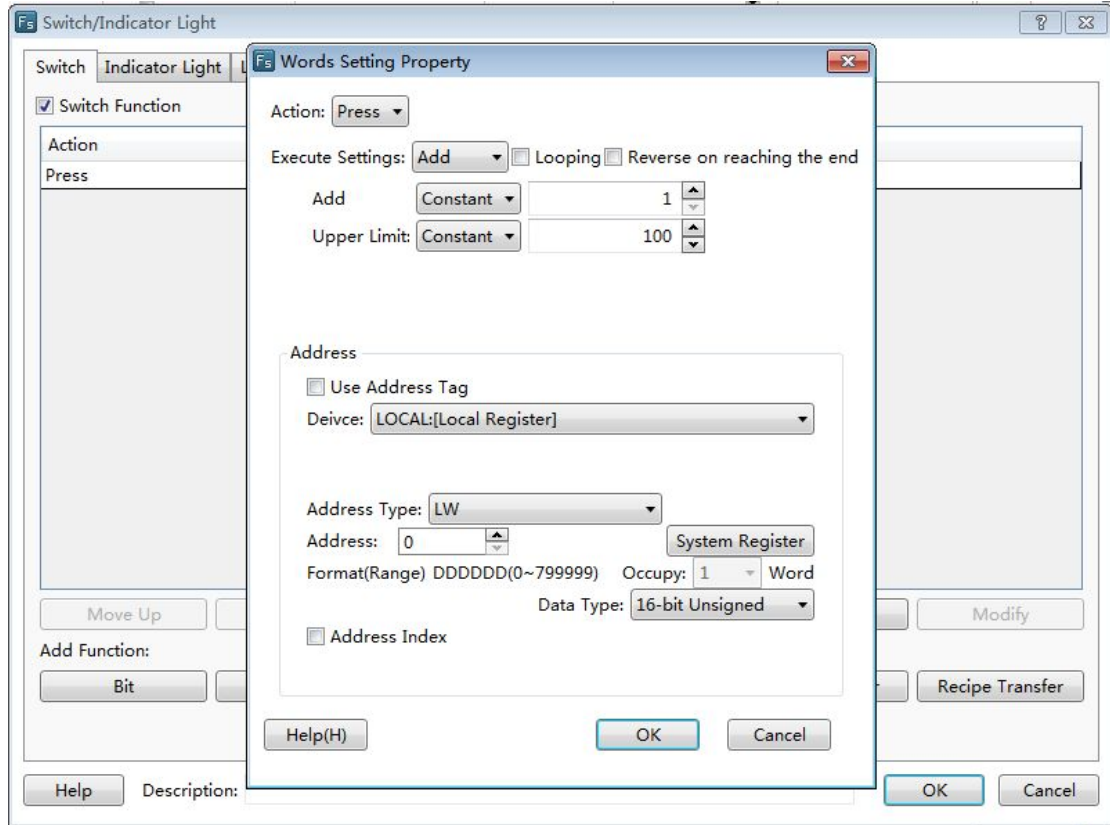 Fs Switch/Indicator Light
Switch Indicator Light L
Switch Function
Action
Press
Move Up Modify
Add Function:
Bit Recipe Transfer
Help Description: OK Cancel
Fs Words Setting Property
Action: Press
Execute Settings: Add Looping Reverse on reaching the end
Add Constant 1
Upper Limit: Constant 100
Address
Use Address Tag
Deivce: LOCAL:[Local Register]
Address Type: LW
Address: 0 System Register
Format(Range) DDDDDD(0~799999) Occupy: 1 Word
Data Type: 16-bit Unsigned
Address Index
Help(H) OK Cancel